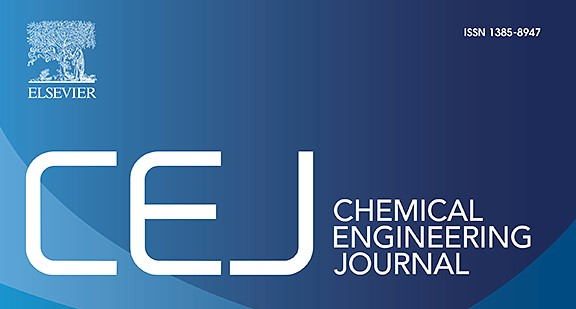 ISSN 1385-8947
ELSEVIER
CEJ
CHEMICAL
ENGINEERING
JOURNAL